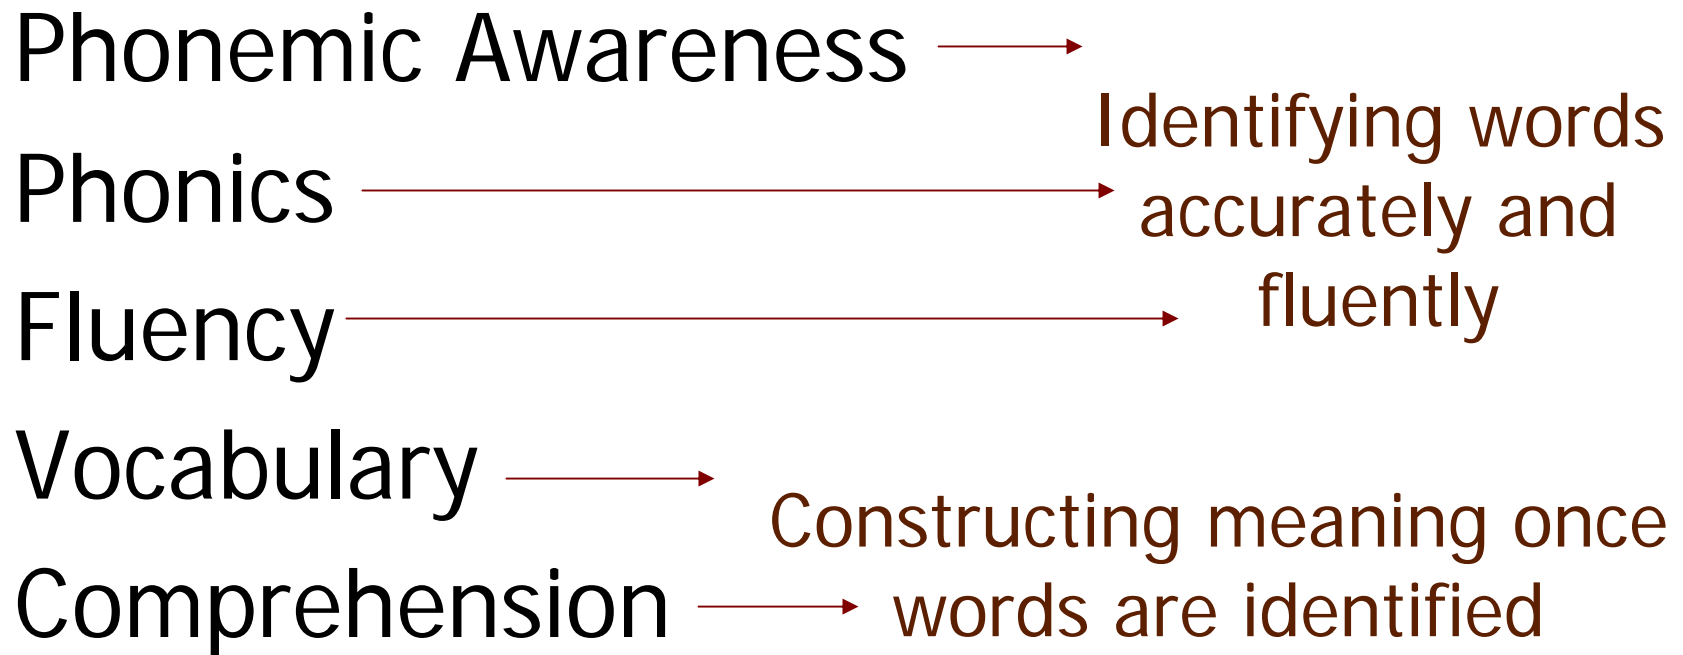 Phonemic Awareness
Phonics
Fluency
Identifying words
accurately and
fluently
Vocabulary
Comprehension
Constructing meaning once
words are identified